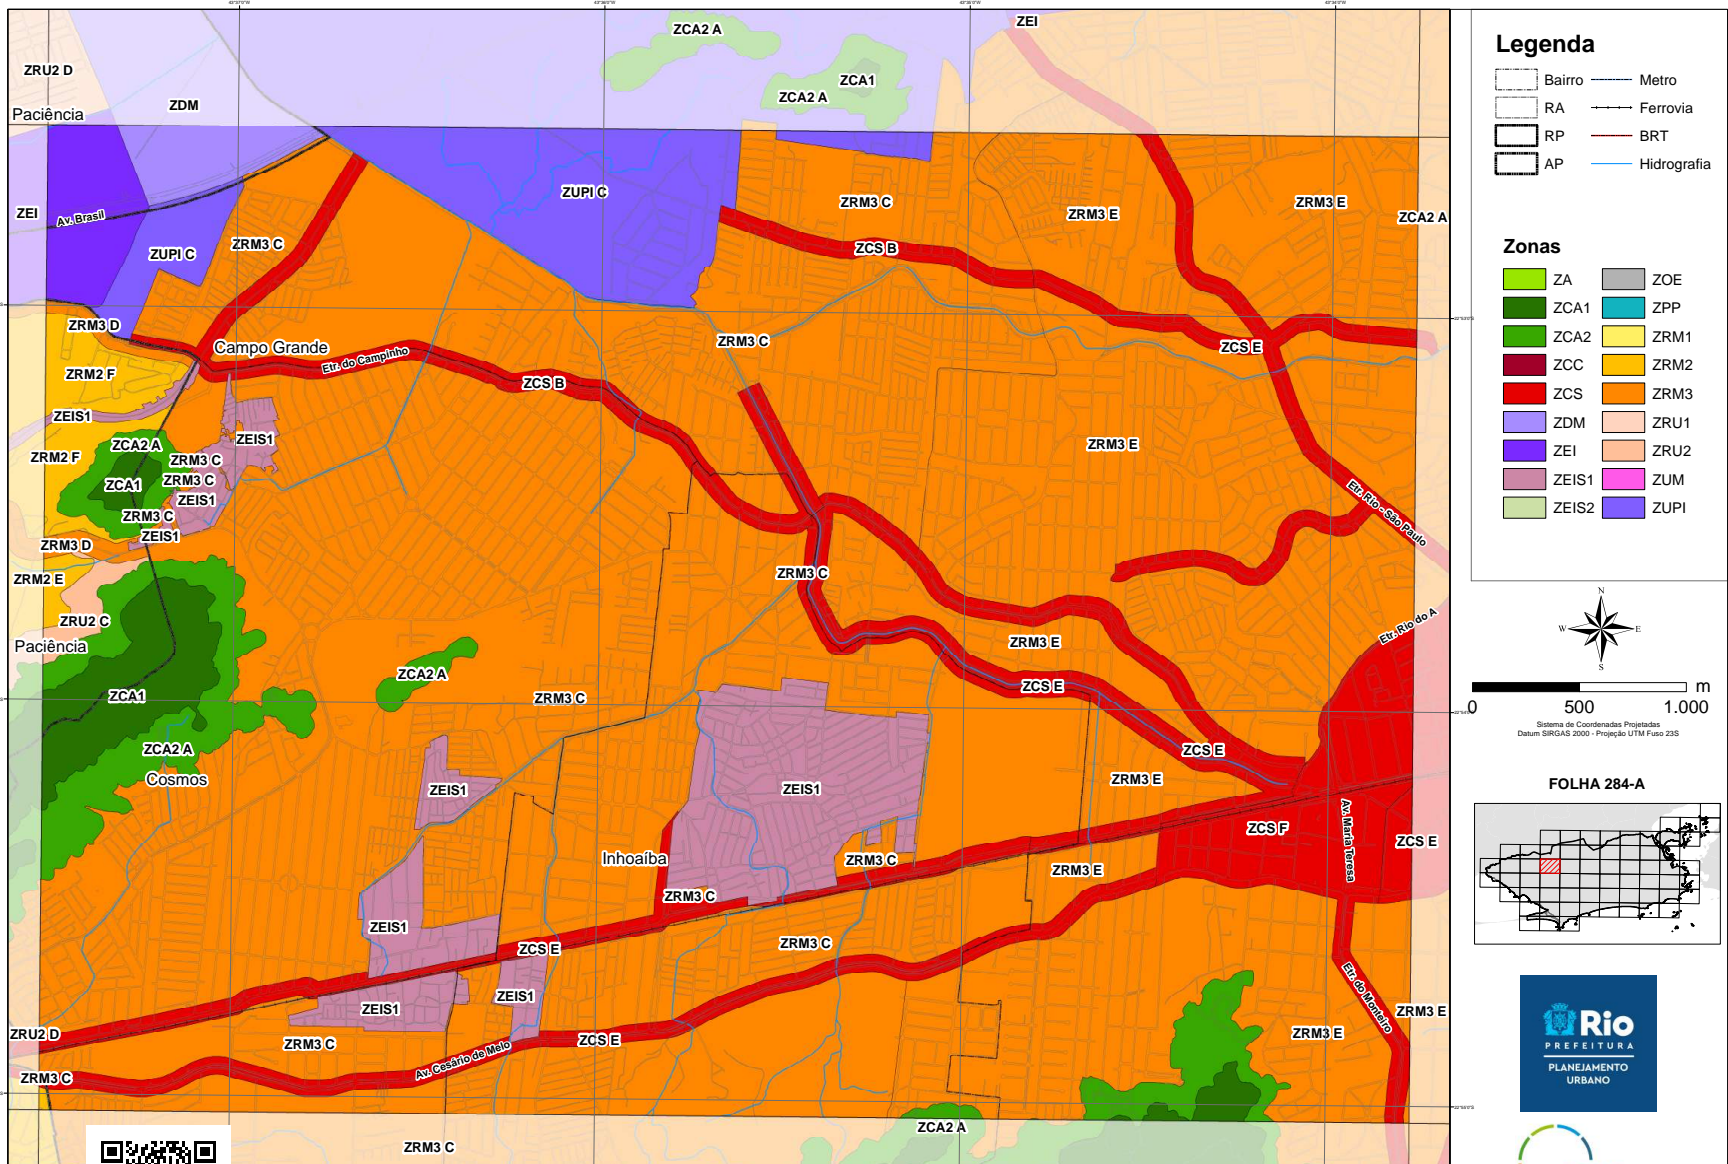 ZCA2 A
ZEI
ZRU2 D
ZCA1
ZCA2 A
ZDM
Paciência
ZUPI C
ZRM3 C
ZRM3 E
ZRM3 E
ZEI
Av. Brasil
ZCA2 A
ZRM3 C
ZUPI C
ZCS B
ZRM3 D
ZRM3 C
ZCS E
Campo Grande
Etr. do Campinho
ZRM2 F
ZCS B
ZEIS1
ZCA2 A
ZEIS1
ZRM3 E
ZRM2 F
ZRM3 C
ZRM3 C
ZCA1
ZEIS1
Etr. Rio - São Paulo
ZRM3 C
ZEIS1
ZRM3 D
ZRM2 E
ZRM3 C
ZRU2 C
Etr. Rio do A
Paciência
ZRM3 E
ZCA2 A
ZCS E
ZCA1
ZRM3 C
ZCA2 A
ZCS E
Cosmos
ZRM3 E
ZEIS1
ZEIS1
ZCS F
Av. Maria Teresa
ZCS E
Inhoaíba
ZRM3 C
ZRM3 E
ZRM3 C
ZEIS1
ZRM3 C
ZCS E
ZEIS1
ZEIS1
Etr. do Monteiro
ZRM3 E
ZRU2 D
ZRM3 C
ZCS E
ZRM3 E
Av. Cesário de Melo
ZRM3 C
ZCA2 A
ZRM3 C
Legenda
Bairro
Metro
RA
Ferrovia
RP
BRT
AP
Hidrografia
Zonas
ZA
ZOE
ZCA1
ZPP
ZCA2
ZRM1
ZCC
ZRM2
ZCS
ZRM3
ZDM
ZRU1
ZEI
ZRU2
ZEIS1
ZUM
ZEIS2
ZUPI
N
W
E
S
m
0
500
1.000
Sistema de Coordenadas Projetadas
Datum SIRGAS 2000 - Projeção UTM Fuso 23S
FOLHA 284-A
Rio
PREFEITURA
PLANEJAMENTO
URBANO